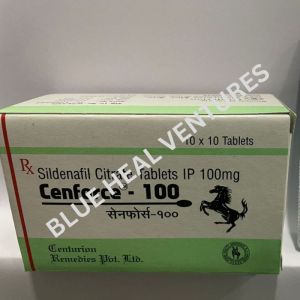 10 x 10 Tablets
Rx Sildenafil Citrate Tablets IP 100mg
Cenforce - 100
सेनफोर्स-१००
Centurion
Remedies Pvt. Ltd.
BLUE HEAL VENTURES